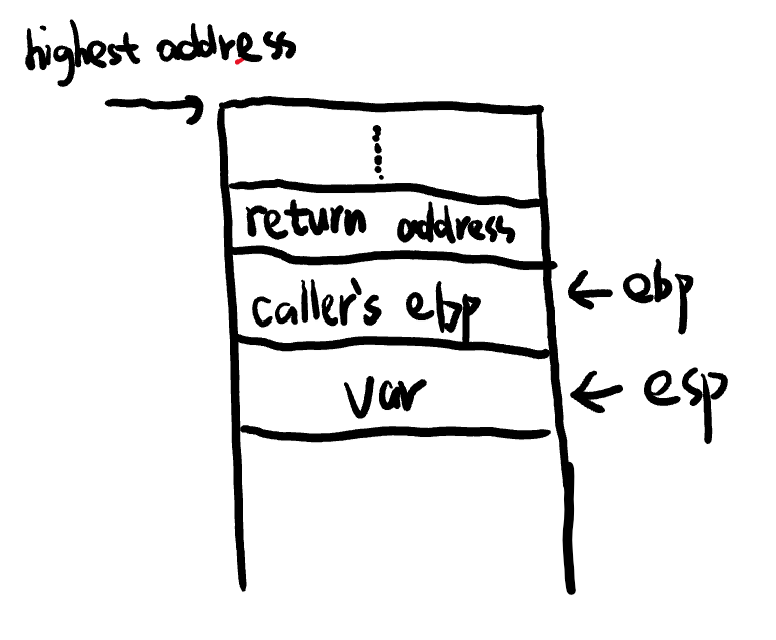 highest address
return address
caller's ebp
← ebp
var
← esp